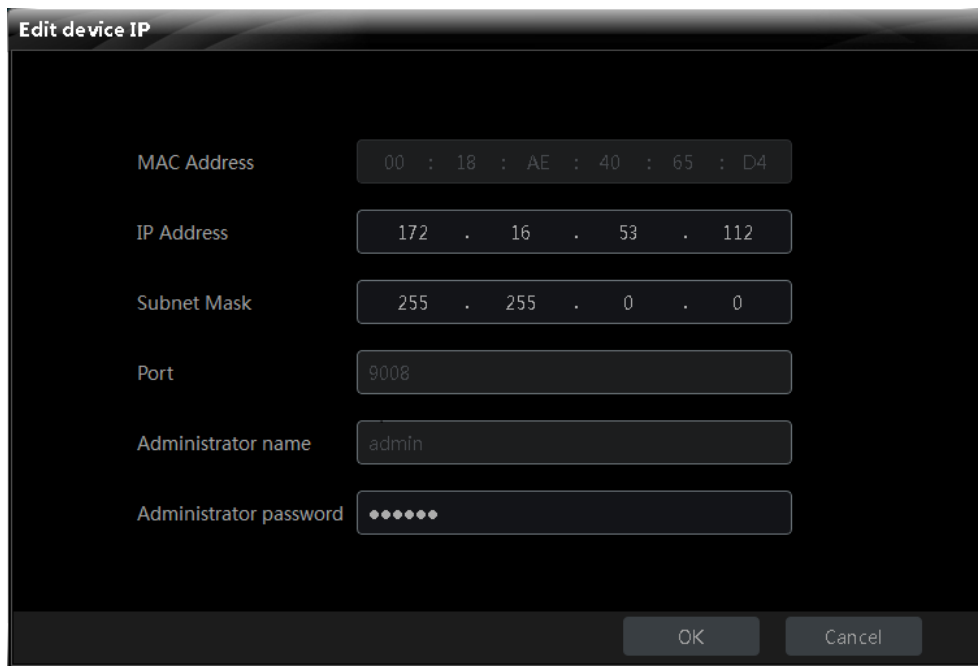 Edit device IP
MAC Address 00 : 18 : AE : 40 : 65 : D4
IP Address 172 . 16 . 53 . 112
Subnet Mask 255 . 255 . 0 . 0
Port 9008
Administrator name admin
Administrator password ●●●●●●
OK Cancel